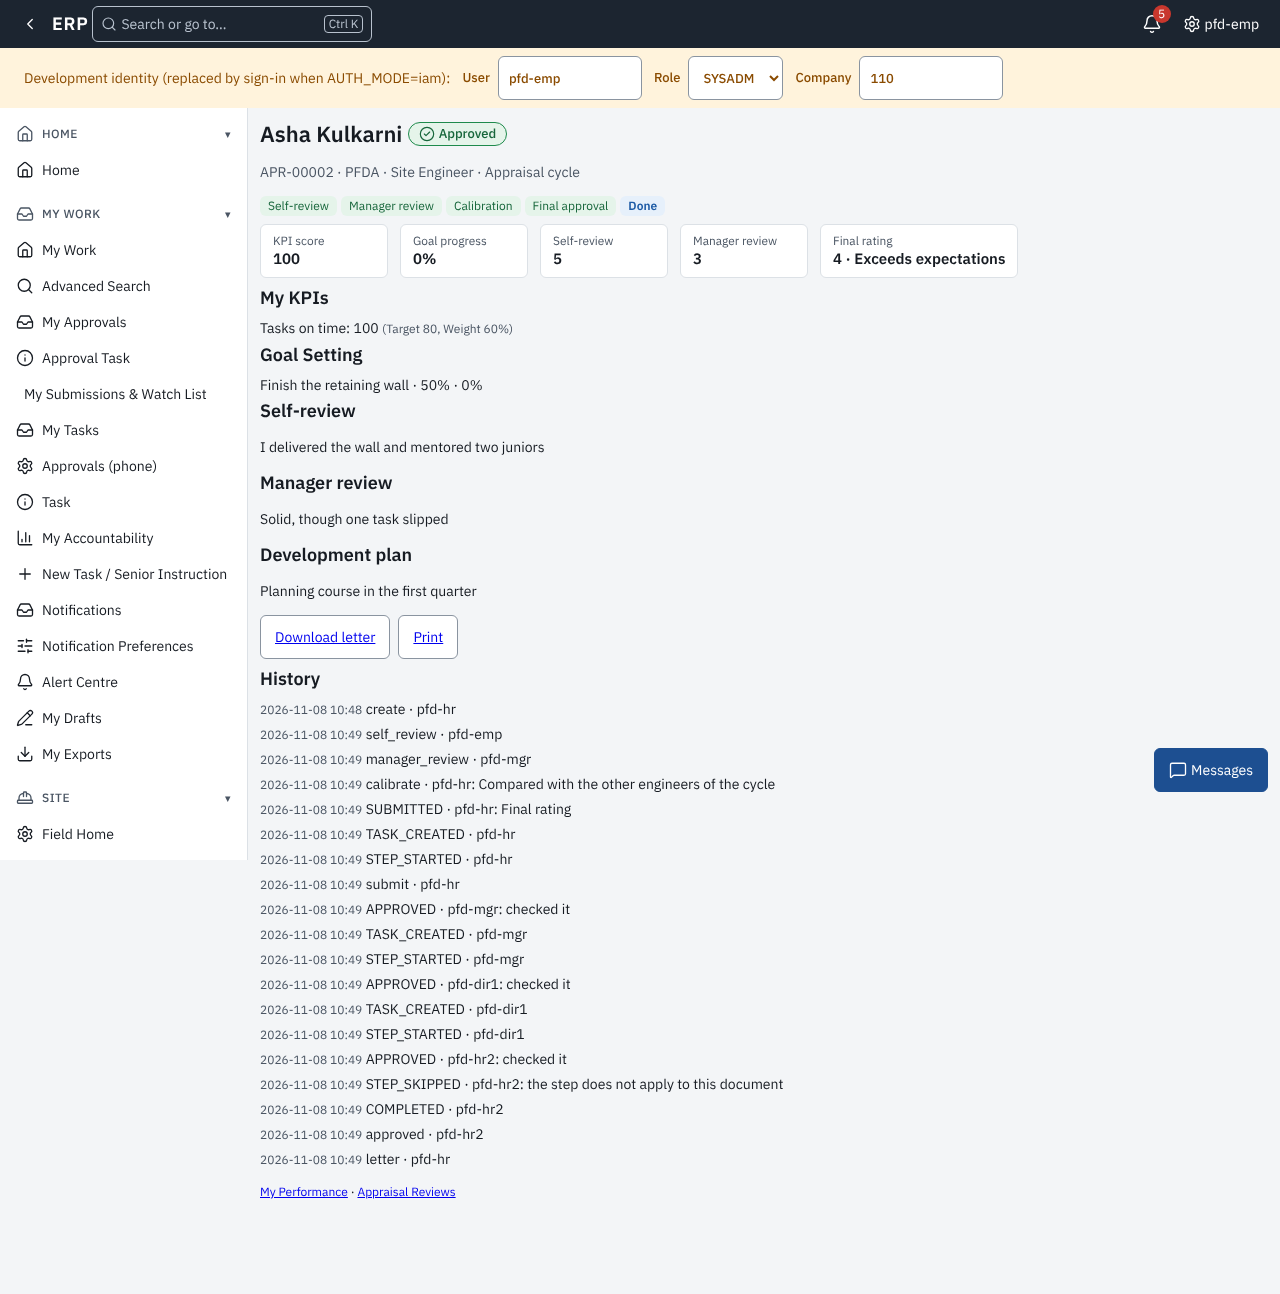 ERP
Search or go to...
Ctrl K
5
pfd-emp
Development identity (replaced by sign-in when AUTH_MODE=iam):
User
pfd-emp
Role
SYSADM
Company
110
HOME
Home
MY WORK
My Work
Advanced Search
My Approvals
Approval Task
My Submissions & Watch List
My Tasks
Approvals (phone)
Task
My Accountability
New Task / Senior Instruction
Notifications
Notification Preferences
Alert Centre
My Drafts
My Exports
SITE
Field Home
Asha Kulkarni
Approved
APR-00002 · PFDA · Site Engineer · Appraisal cycle
Self-review
Manager review
Calibration
Final approval
Done
KPI score
100
Goal progress
0%
Self-review
5
Manager review
3
Final rating
4 · Exceeds expectations
My KPIs
Tasks on time: 100 (Target 80, Weight 60%)
Goal Setting
Finish the retaining wall · 50% · 0%
Self-review
I delivered the wall and mentored two juniors
Manager review
Solid, though one task slipped
Development plan
Planning course in the first quarter
Download letter
Print
History
2026-11-08 10:48 create · pfd-hr
2026-11-08 10:49 self_review · pfd-emp
2026-11-08 10:49 manager_review · pfd-mgr
2026-11-08 10:49 calibrate · pfd-hr: Compared with the other engineers of the cycle
2026-11-08 10:49 SUBMITTED · pfd-hr: Final rating
2026-11-08 10:49 TASK_CREATED · pfd-hr
2026-11-08 10:49 STEP_STARTED · pfd-hr
2026-11-08 10:49 submit · pfd-hr
2026-11-08 10:49 APPROVED · pfd-mgr: checked it
2026-11-08 10:49 TASK_CREATED · pfd-mgr
2026-11-08 10:49 STEP_STARTED · pfd-mgr
2026-11-08 10:49 APPROVED · pfd-dir1: checked it
2026-11-08 10:49 TASK_CREATED · pfd-dir1
2026-11-08 10:49 STEP_STARTED · pfd-dir1
2026-11-08 10:49 APPROVED · pfd-hr2: checked it
2026-11-08 10:49 STEP_SKIPPED · pfd-hr2: the step does not apply to this document
2026-11-08 10:49 COMPLETED · pfd-hr2
2026-11-08 10:49 approved · pfd-hr2
2026-11-08 10:49 letter · pfd-hr
My Performance · Appraisal Reviews
Messages